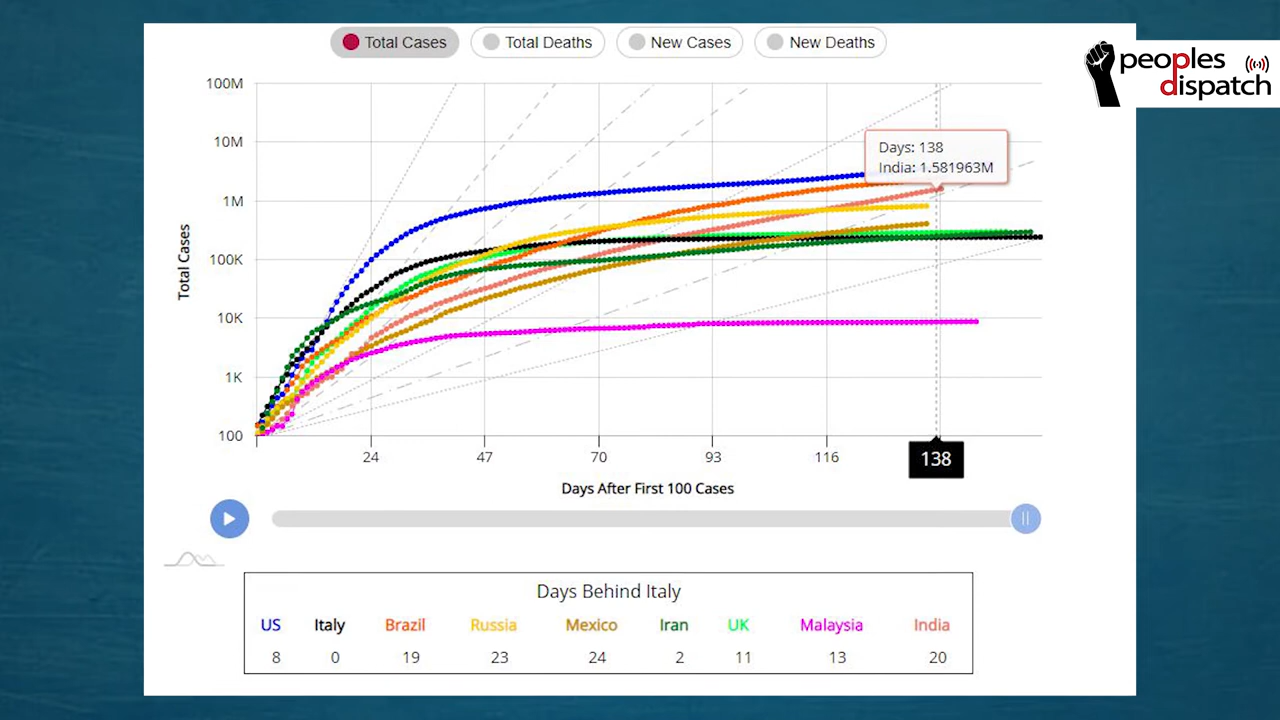 Total Cases Total Deaths New Cases New Deaths
peoples
dispatch
100M
10M
1M
100K
10K
1K
100
Total Cases
Days: 138
India: 1.581963M
24 47 70 93 116 138
Days After First 100 Cases
Days Behind Italy
US Italy Brazil Russia Mexico Iran UK Malaysia India
8 0 19 23 24 2 11 13 20